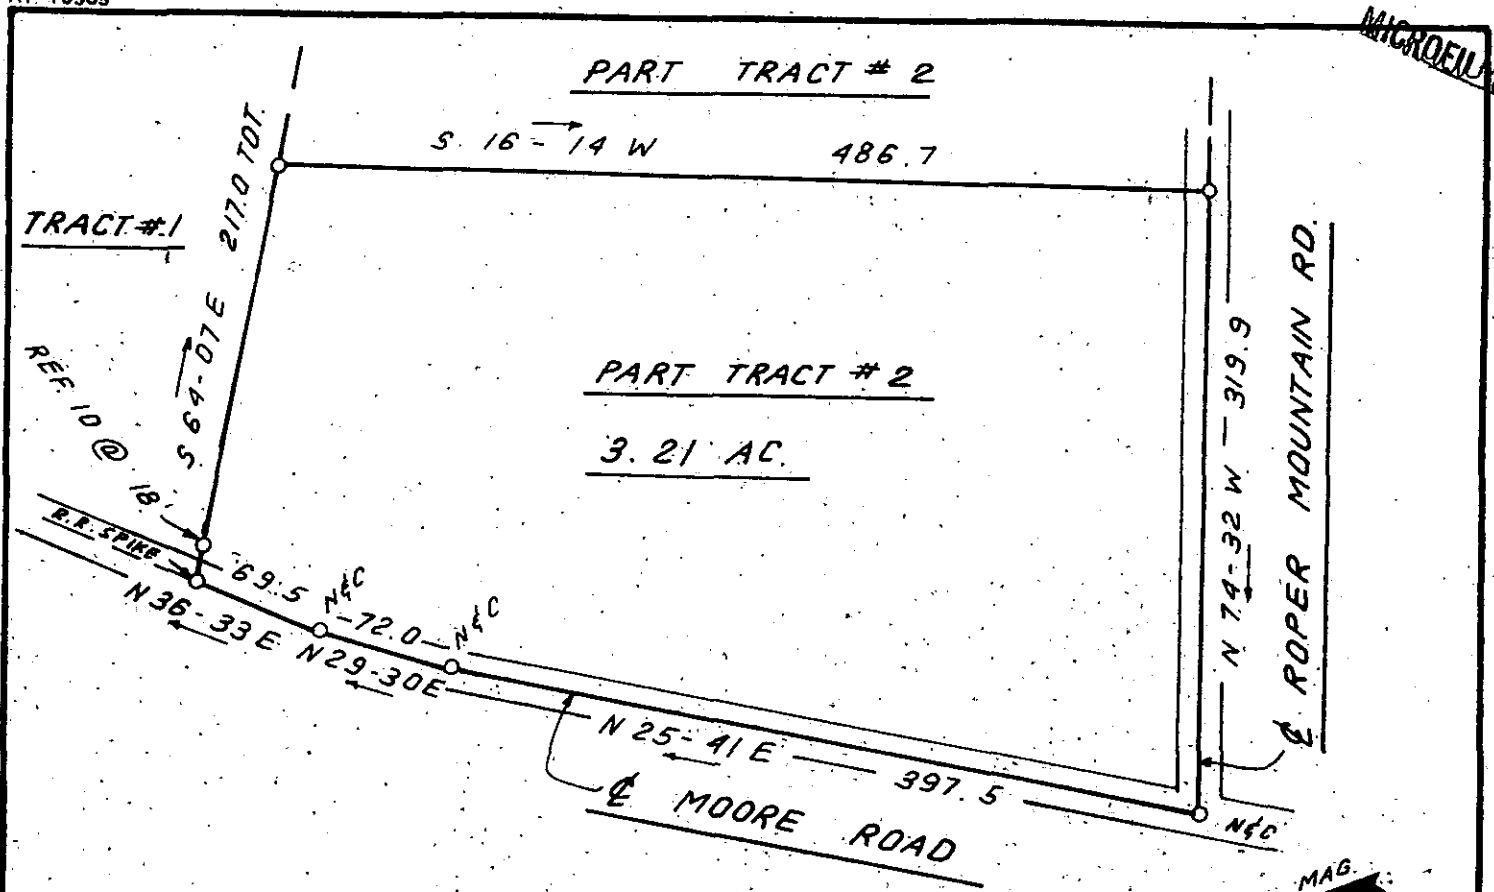 PART TRACT # 2
S. 16-14 W 486.7
217.0 TOT.
S 64-07 E
TRACT #1
REF. 10 @ 18'
R.R. SPIKE
PART TRACT # 2
3.21 AC.
N 74-32 W - 319.9
℄ ROPER MOUNTAIN RD.
69.5
N&C
-72.0-
N&C
N 36-33 E
N 29-30 E
N 25-41 E - 397.5
℄ MOORE ROAD
N&C
MAG.